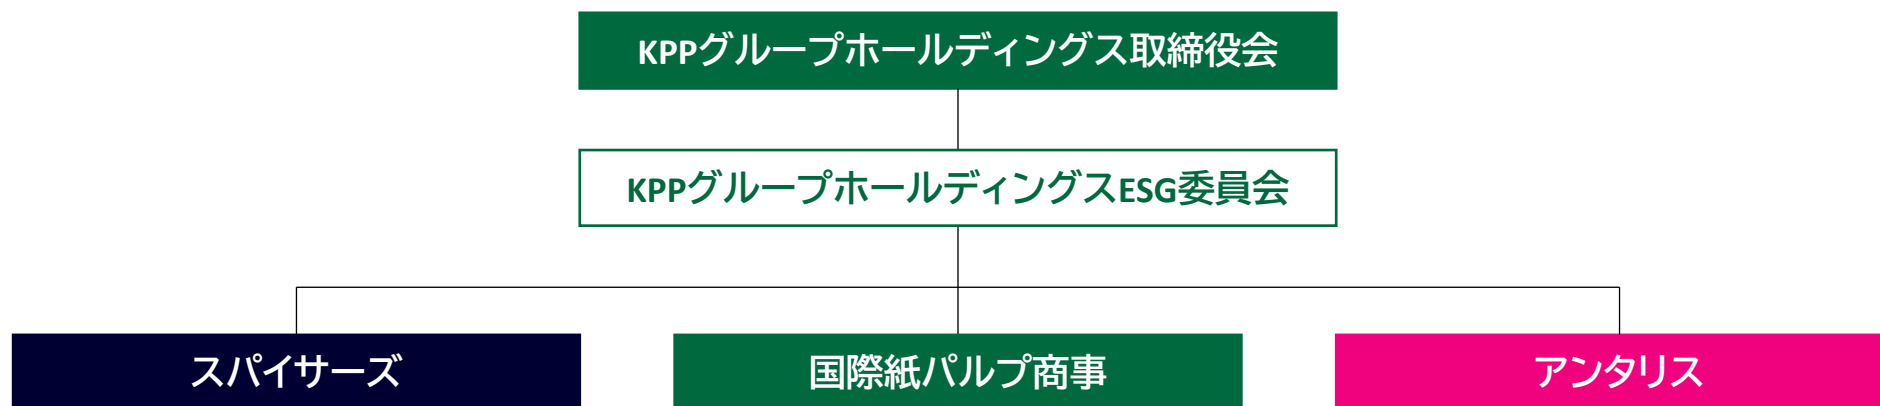 KPPグループホールディングス取締役会
KPPグループホールディングスESG委員会
スパイサーズ
国際紙パルプ商事
アンタリス